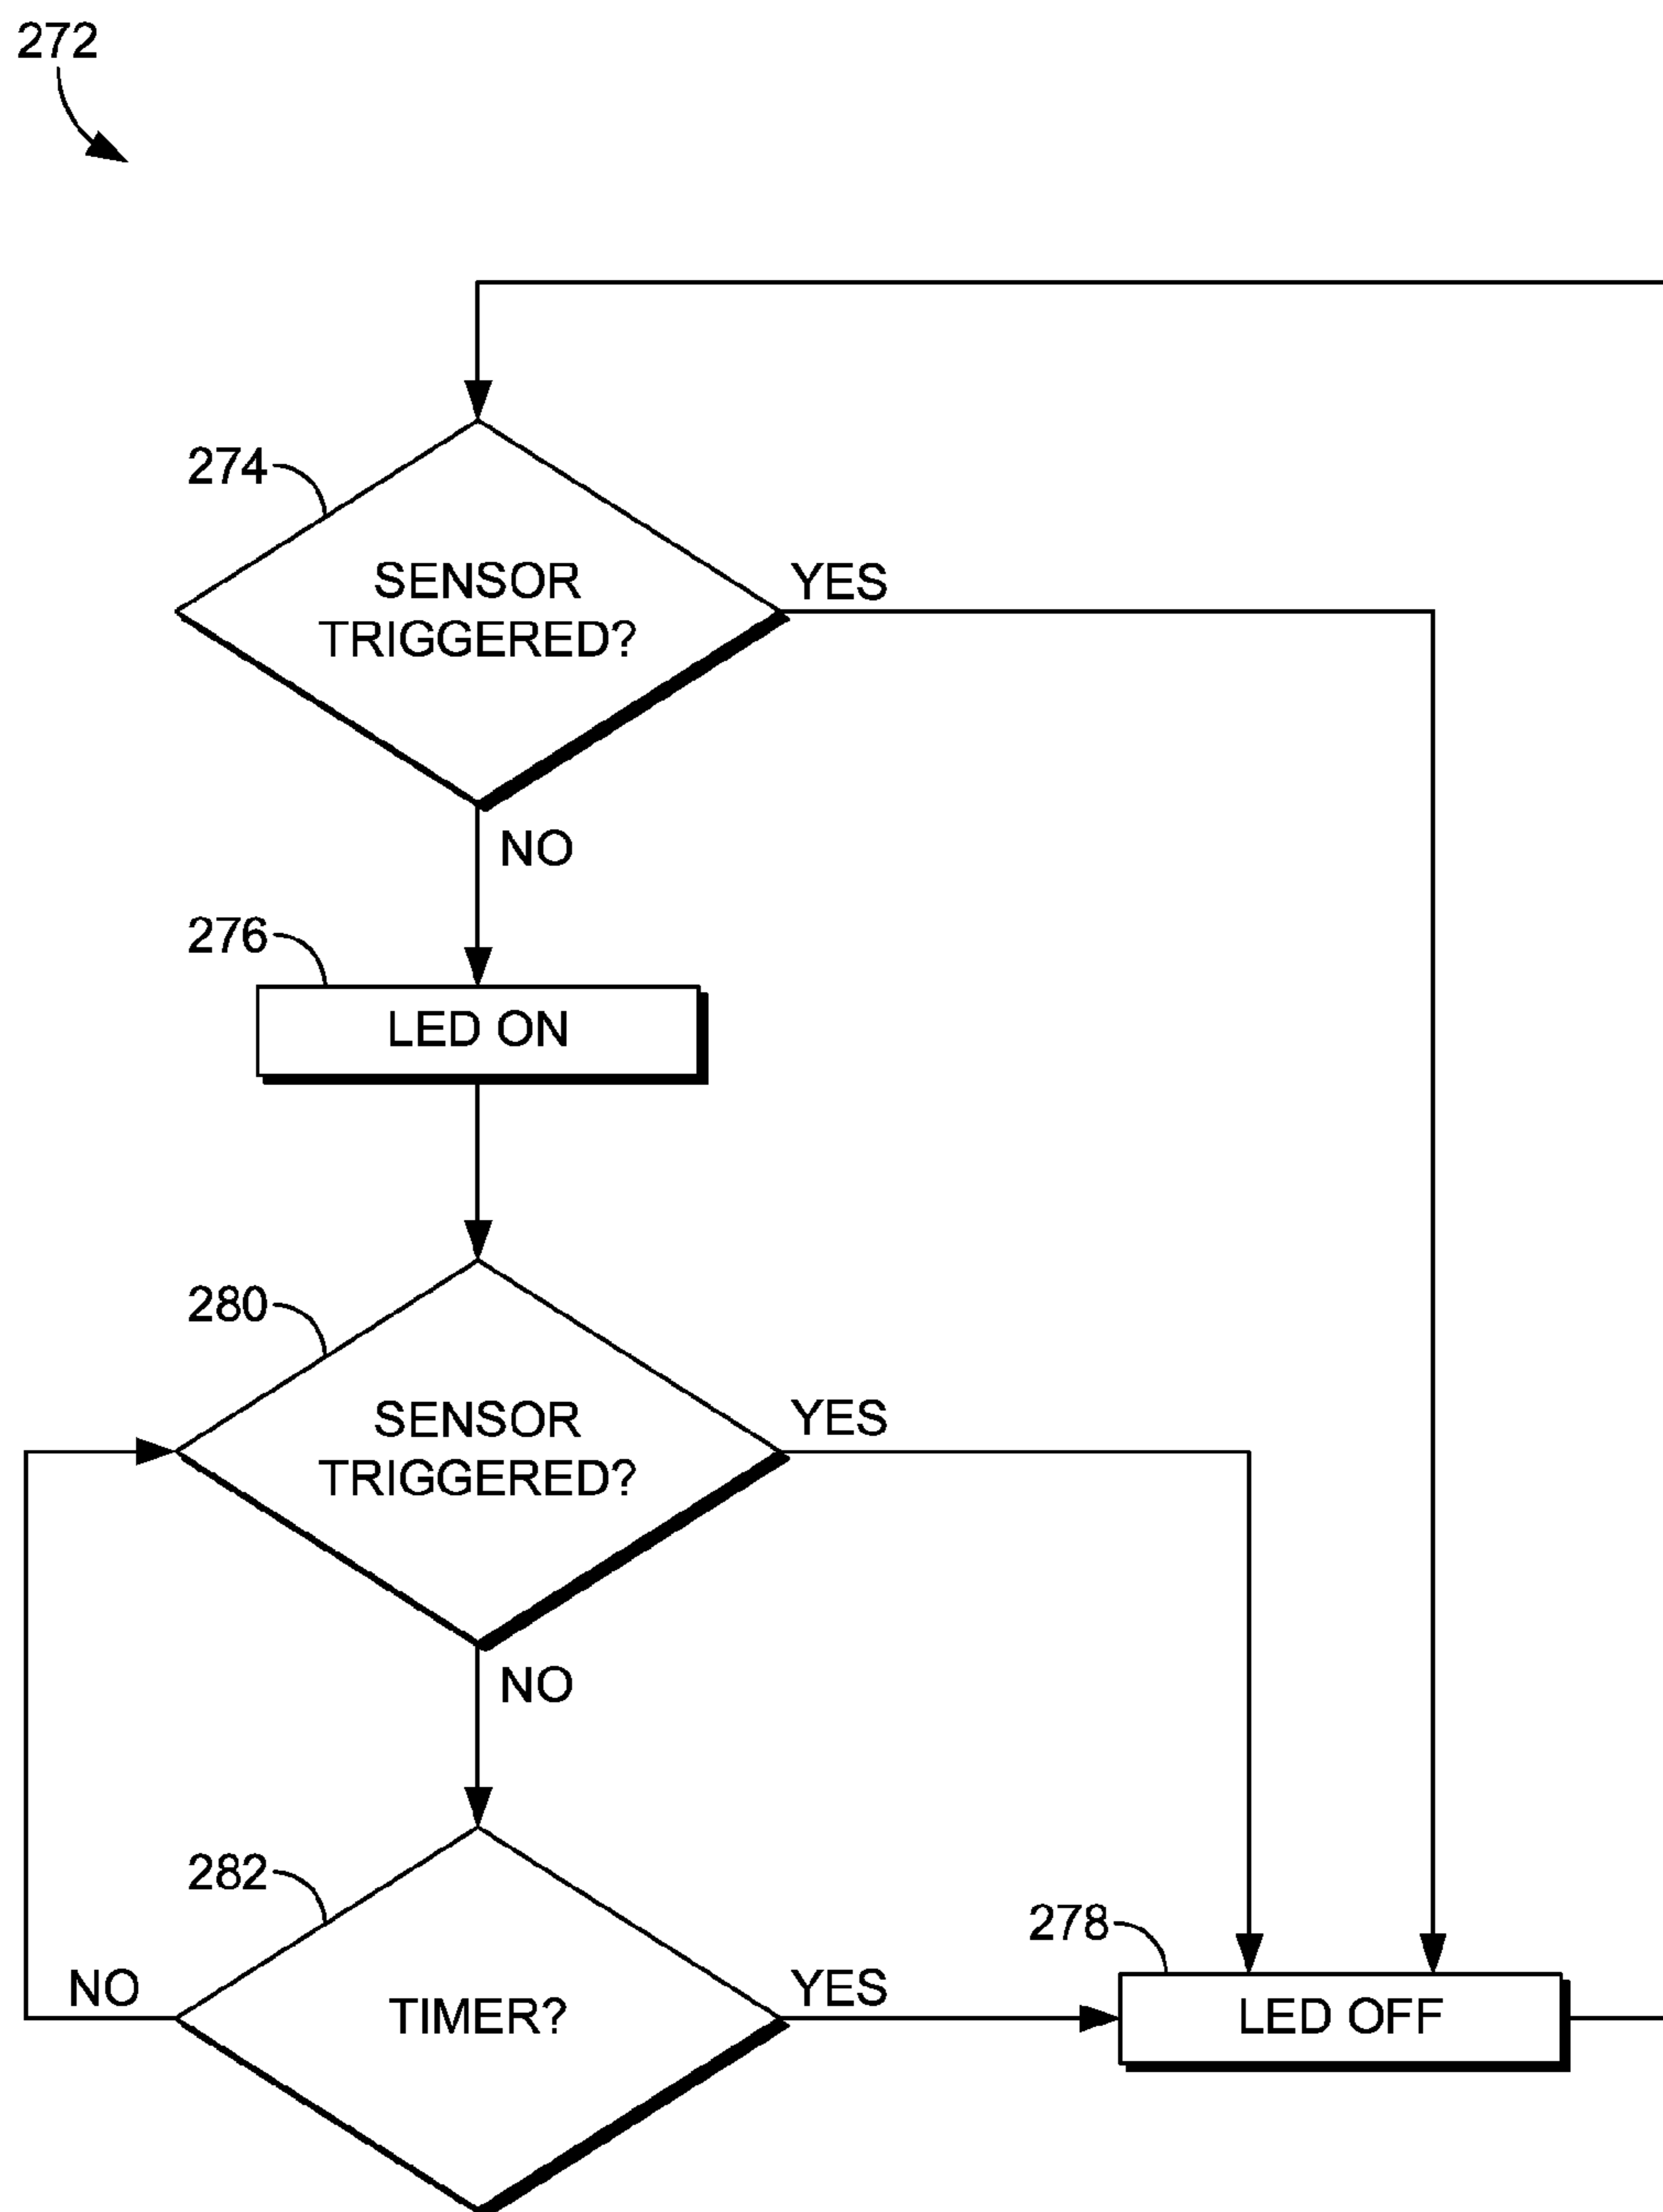 272
274
SENSOR
TRIGGERED?
YES
NO
276
LED ON
280
SENSOR
TRIGGERED?
YES
NO
282
TIMER?
NO
YES
278
LED OFF